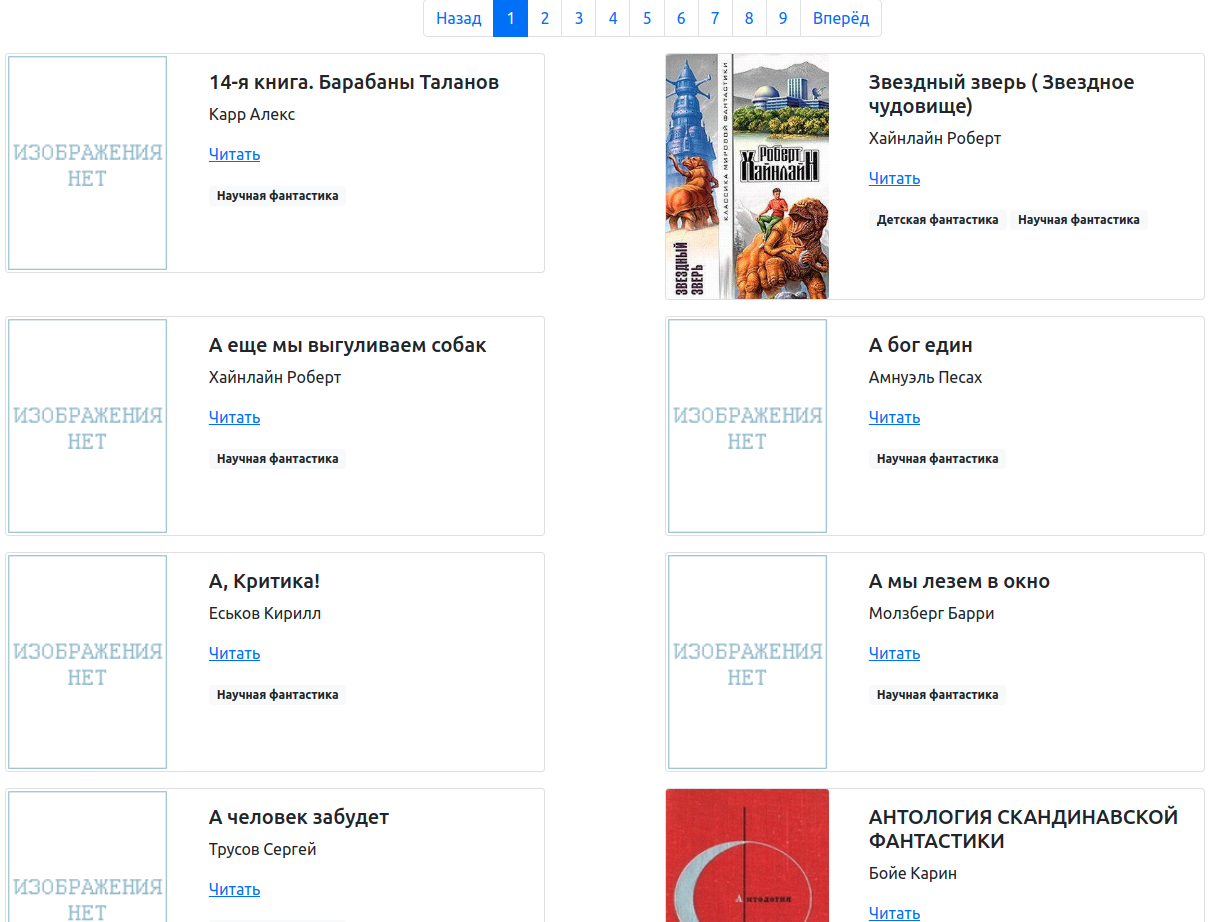 Назад 1 2 3 4 5 6 7 8 9 Вперёд
ИЗОБРАЖЕНИЯ
НЕТ
14-я книга. Барабаны Таланов
Карр Алекс
Читать
Научная фантастика
КЛАССИКА МИРОВОЙ ФАНТАСТИКИ
ЗВЕЗДНЫЙ
ЗВЕРЬ
Роберт
Хайнлайн
Звездный зверь ( Звездное
чудовище)
Хайнлайн Роберт
Читать
Детская фантастика Научная фантастика
ИЗОБРАЖЕНИЯ
НЕТ
А еще мы выгуливаем собак
Хайнлайн Роберт
Читать
Научная фантастика
ИЗОБРАЖЕНИЯ
НЕТ
А бог един
Амнуэль Песах
Читать
Научная фантастика
ИЗОБРАЖЕНИЯ
НЕТ
А, Критика!
Еськов Кирилл
Читать
Научная фантастика
ИЗОБРАЖЕНИЯ
НЕТ
А мы лезем в окно
Молзберг Барри
Читать
Научная фантастика
ИЗОБРАЖЕНИЯ
НЕТ
А человек забудет
Трусов Сергей
Читать
Антология
АНТОЛОГИЯ СКАНДИНАВСКОЙ
ФАНТАСТИКИ
Бойе Карин
Читать